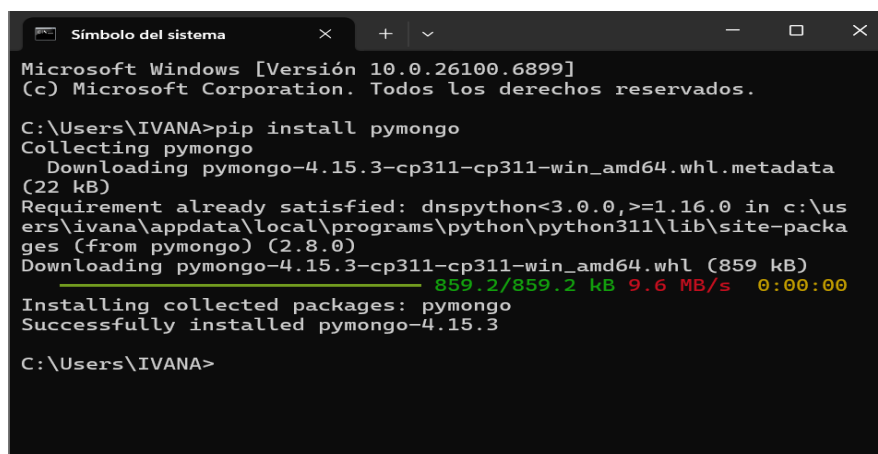 Símbolo del sistema
Microsoft Windows [Versión 10.0.26100.6899]
(c) Microsoft Corporation. Todos los derechos reservados.
C:\Users\IVANA>pip install pymongo
Collecting pymongo
  Downloading pymongo-4.15.3-cp311-cp311-win_amd64.whl.metadata
(22 kB)
Requirement already satisfied: dnspython<3.0.0,>=1.16.0 in c:\us
ers\ivana\appdata\local\programs\python\python311\lib\site-packa
ges (from pymongo) (2.8.0)
Downloading pymongo-4.15.3-cp311-cp311-win_amd64.whl (859 kB)
859.2/859.2 kB 9.6 MB/s 0:00:00
Installing collected packages: pymongo
Successfully installed pymongo-4.15.3
C:\Users\IVANA>